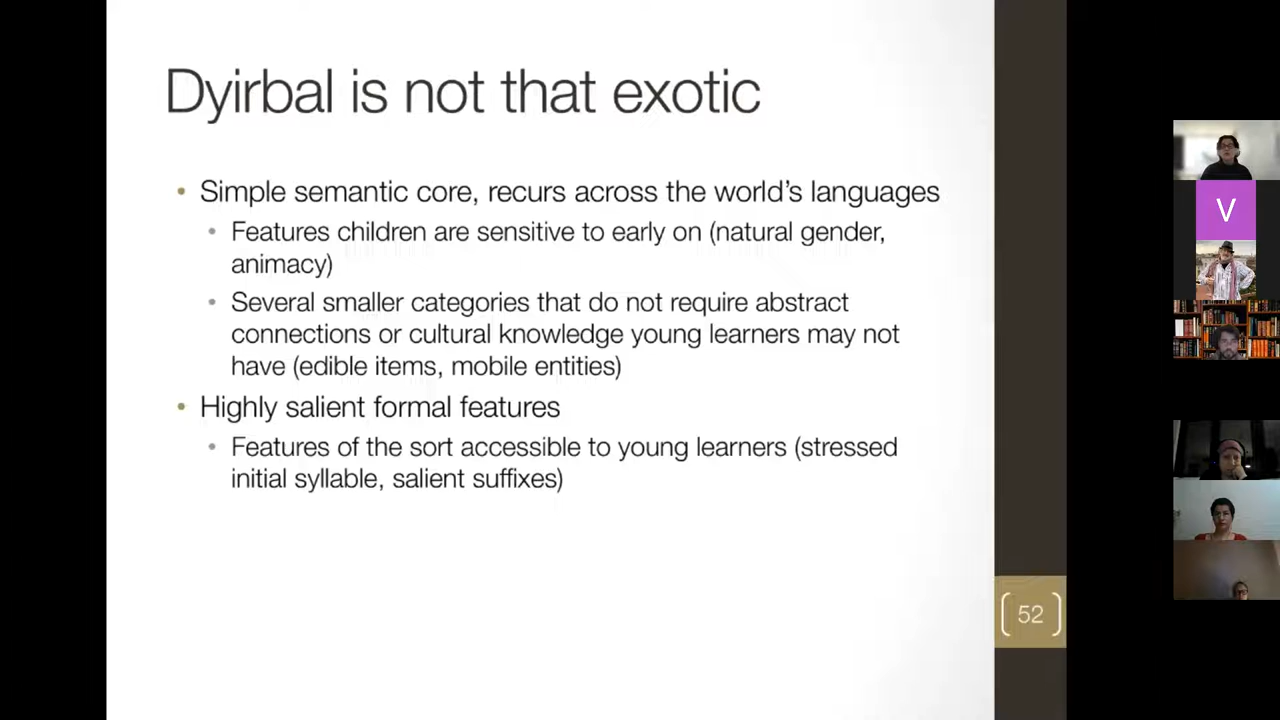 Dyirbal is not that exotic
• Simple semantic core, recurs across the world's languages
• Features children are sensitive to early on (natural gender,
animacy)
• Several smaller categories that do not require abstract
connections or cultural knowledge young learners may not
have (edible items, mobile entities)
• Highly salient formal features
• Features of the sort accessible to young learners (stressed
initial syllable, salient suffixes)
52
V